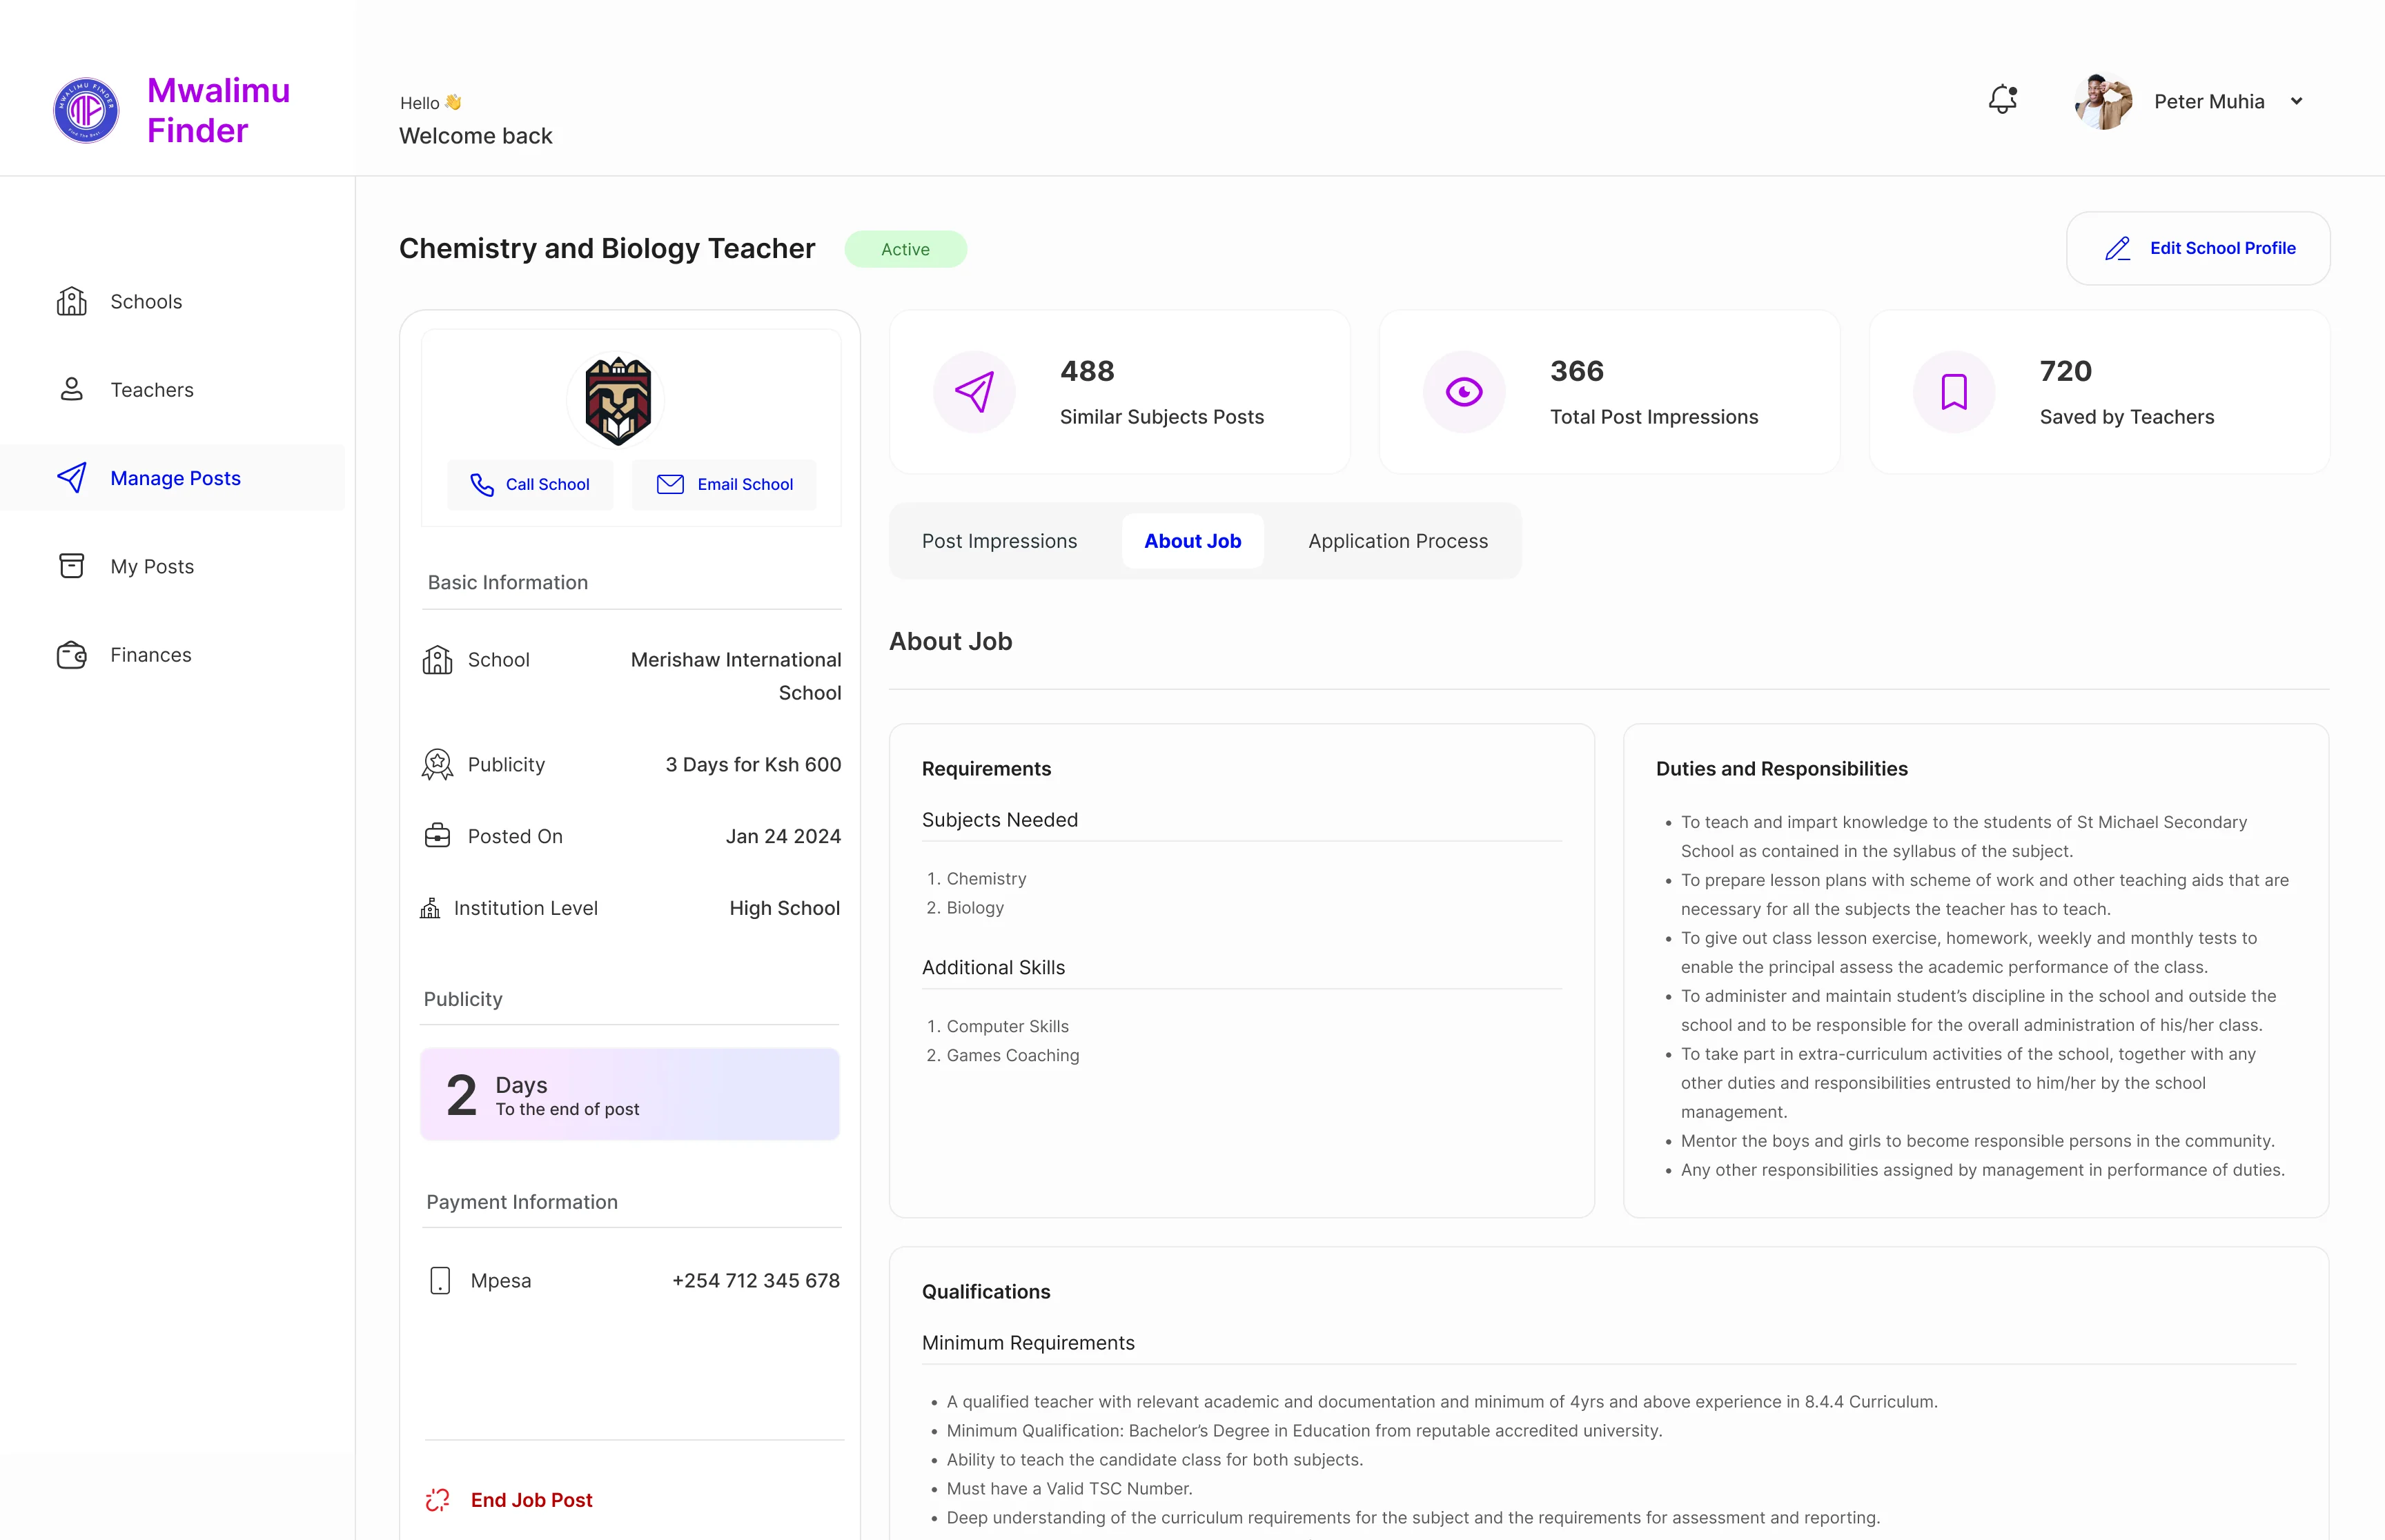 MWALIMU FINDER
Find The Best
Mwalimu
Finder
Hello 👋
Welcome back
Peter Muhia
Schools
Teachers
Manage Posts
My Posts
Finances
Chemistry and Biology Teacher
Active
Edit School Profile
Call School
Email School
Basic Information
School
Merishaw International
School
Publicity
3 Days for Ksh 600
Posted On
Jan 24 2024
Institution Level
High School
Publicity
2
Days
To the end of post
Payment Information
Mpesa
+254 712 345 678
End Job Post
488
Similar Subjects Posts
366
Total Post Impressions
720
Saved by Teachers
Post Impressions
About Job
Application Process
About Job
Requirements
Subjects Needed
1. Chemistry
2. Biology
Additional Skills
1. Computer Skills
2. Games Coaching
Duties and Responsibilities
• To teach and impart knowledge to the students of St Michael Secondary
School as contained in the syllabus of the subject.
• To prepare lesson plans with scheme of work and other teaching aids that are
necessary for all the subjects the teacher has to teach.
• To give out class lesson exercise, homework, weekly and monthly tests to
enable the principal assess the academic performance of the class.
• To administer and maintain student’s discipline in the school and outside the
school and to be responsible for the overall administration of his/her class.
• To take part in extra-curriculum activities of the school, together with any
other duties and responsibilities entrusted to him/her by the school
management.
• Mentor the boys and girls to become responsible persons in the community.
• Any other responsibilities assigned by management in performance of duties.
Qualifications
Minimum Requirements
• A qualified teacher with relevant academic and documentation and minimum of 4yrs and above experience in 8.4.4 Curriculum.
• Minimum Qualification: Bachelor’s Degree in Education from reputable accredited university.
• Ability to teach the candidate class for both subjects.
• Must have a Valid TSC Number.
• Deep understanding of the curriculum requirements for the subject and the requirements for assessment and reporting.